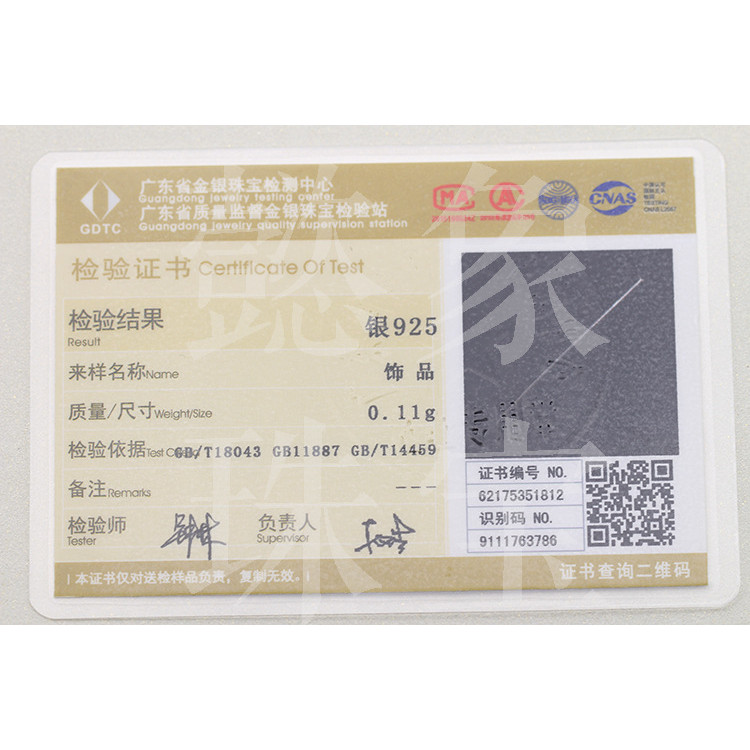 广东省金银珠宝检测中心
Guangdong jewelry testing center
广东省质量监督金银珠宝检验站
Guangdong jewelry quality supervision station
GDTC
MA
CNAS
检验证书 Certificate Of Test
检验结果 银925
Result
来样名称Name 饰品
质量/尺寸Weight/Size 0.11g
检验依据 GB/T18043 GB11887 GB/T14459
备注Remarks ---
检验师 负责人
Tester Supervisor
证书编号 NO.
62175351812
识别码 NO.
9111763786
本证书仅对送检样品负责，复制无效。
证书查询二维码
懿象
珠宝